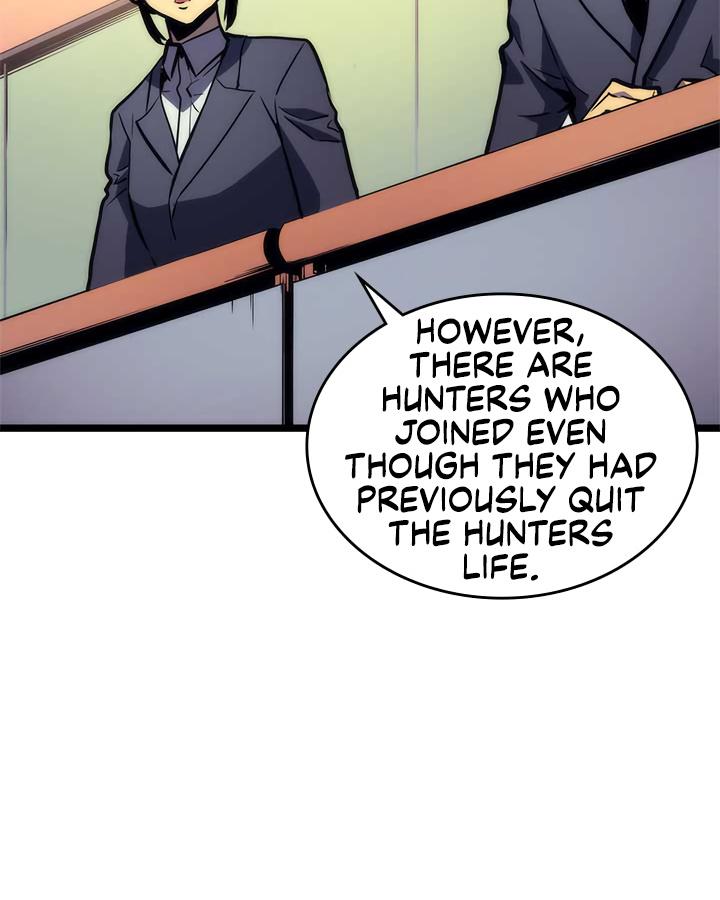 HOWEVER,
THERE ARE
HUNTERS WHO
JOINED EVEN
THOUGH THEY HAD
PREVIOUSLY QUIT
THE HUNTERS
LIFE.